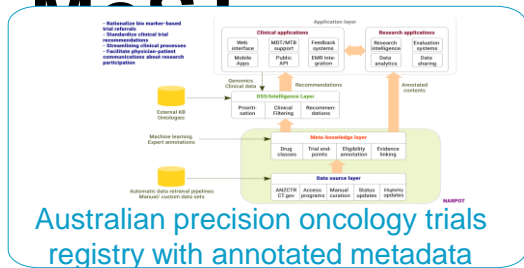 Application layer
- Rationalize bio marker-based
trial referrals
- Standardize clinical trial
recommendations
- Streamlining clinical processes
- Facilitate physician-patient
communications about research
participation
Clinical applications
Web
interface
MDT/MTB
support
Feedback
systems
Mobile
Apps
Public
API
EMR inte-
gration
Research applications
Research
intelligence
Evaluation
systems
Data
analytics
Data
sharing
Genomics
Clinical data
Recommendations
Annotated
contents
DSS/Intelligence Layer
Prioriti-
sation
Clinical
Filtering
Recommen-
dations
External KB
Ontologies
Machine learning
Expert annotations
Meta-knowledge layer
Drug
classes
Trial end-
points
Eligibility
annotation
Evidence
linking
Automatic data retrieval pipelines
Manual/ custom data sets
Data source layer
ANZCTR
CT.gov
Access
programs
Manual
curation
Status
updates
updates
NARPOT
Australian precision oncology trials
registry with annotated metadata